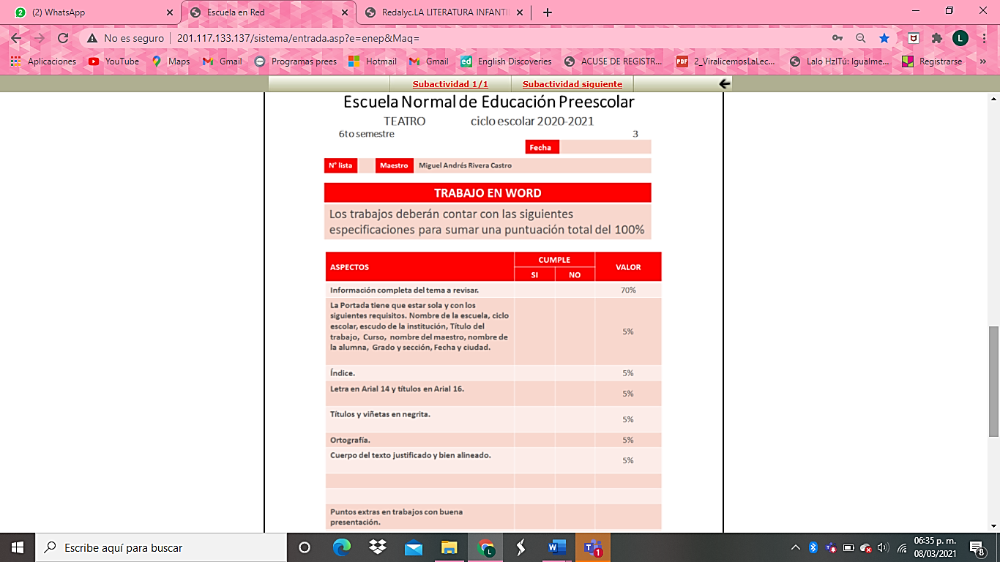 (2) WhatsApp
Escuela en Red
Redalyc.LA LITERATURA INFANTI
No es seguro
201.117.133.137/sistema/entrada.asp?e=enep&Maq=
L
Aplicaciones
YouTube
Maps
Gmail
Programas prees
Hotmail
Gmail
ed English Discoveries
ACUSE DE REGISTR...
PDF 2_ViralicemosLaLec...
Lalo HzlTú: Igualme...
Registrarse
»
Subactividad 1/1
Subactividad siguiente
Escuela Normal de Educación Preescolar
TEATRO ciclo escolar 2020-2021
6to semestre 3
Fecha
N° lista Maestro Miguel Andrés Rivera Castro
TRABAJO EN WORD
Los trabajos deberán contar con las siguientes
especificaciones para sumar una puntuación total del 100%
ASPECTOS CUMPLE VALOR
SI NO
Información completa del tema a revisar. 70%
La Portada tiene que estar sola y con los
siguientes requisitos. Nombre de la escuela, ciclo
escolar, escudo de la institución, Título del
trabajo, Curso, nombre del maestro, nombre de
la alumna, Grado y sección, Fecha y ciudad.
5%
Índice. 5%
Letra en Arial 14 y títulos en Arial 16.
5%
Títulos y viñetas en negrita.
5%
Ortografía. 5%
Cuerpo del texto justificado y bien alineado.
5%
Puntos extras en trabajos con buena
presentación.
Escribe aquí para buscar
1
06:35 p. m.
08/03/2021
8